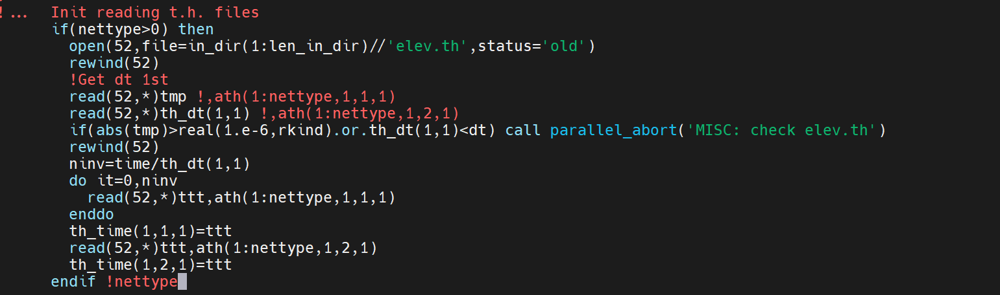 ! ...  Init reading t.h. files
      if(nettype>0) then
        open(52,file=in_dir(1:len_in_dir)//'elev.th',status='old')
        rewind(52)
        !Get dt 1st
        read(52,*)tmp !,ath(1:nettype,1,1,1)
        read(52,*)th_dt(1,1) !,ath(1:nettype,1,2,1)
        if(abs(tmp)>real(1.e-6,rkind).or.th_dt(1,1)<dt) call parallel_abort('MISC: check elev.th')
        rewind(52)
        ninv=time/th_dt(1,1)
        do it=0,ninv
          read(52,*)ttt,ath(1:nettype,1,1,1)
        enddo
        th_time(1,1,1)=ttt
        read(52,*)ttt,ath(1:nettype,1,2,1)
        th_time(1,2,1)=ttt
      endif !nettype